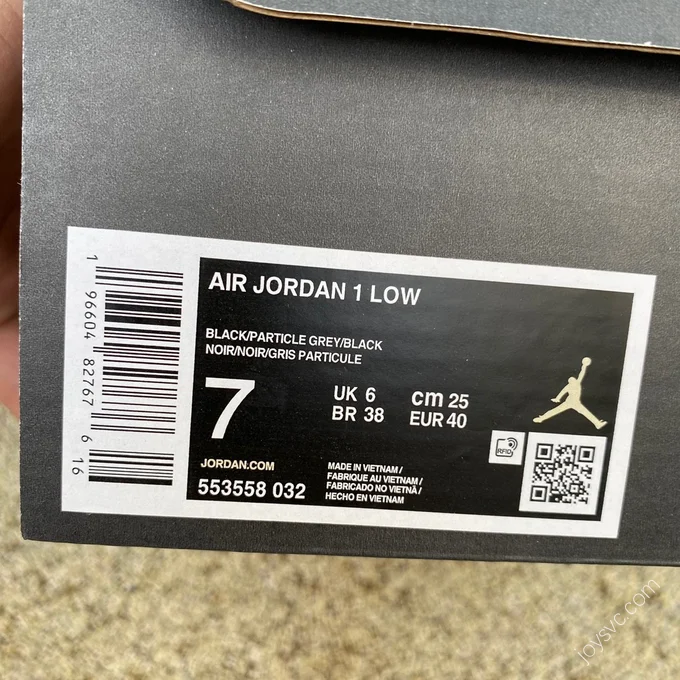 1 96604 82767 6 16
AIR JORDAN 1 LOW
BLACK/PARTICLE GREY/BLACK
NOIR/NOIR/GRIS PARTICULE
7
UK 6 cm 25
BR 38 EUR 40
JORDAN.COM
553558 032
MADE IN VIETNAM /
FABRIQUE AU VIETNAM /
FABRICADO NO VIETNÃ /
HECHO EN VIETNAM
RFID
joysvc.com